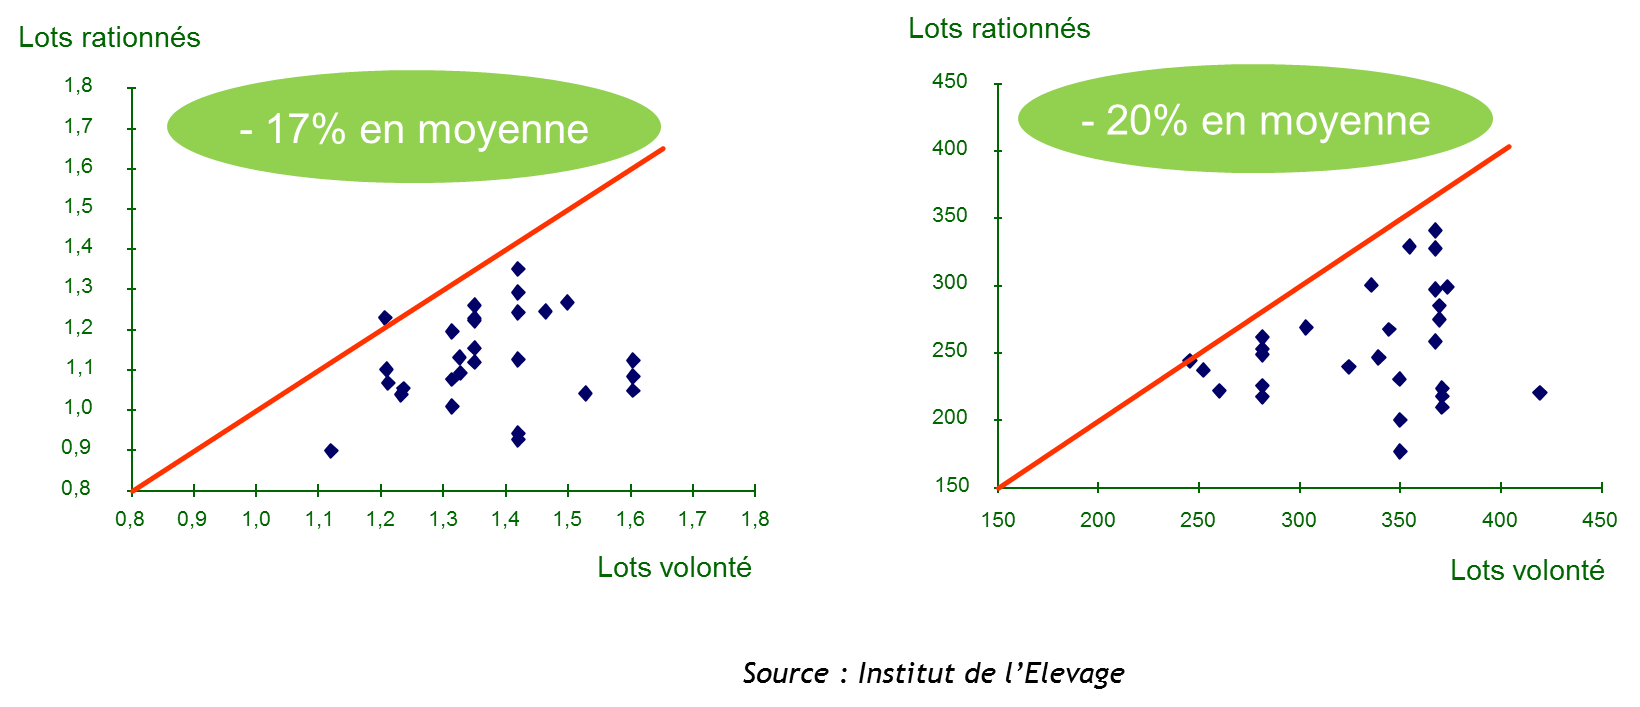 Lots rationnés
1,8
1,7
1,6
1,5
1,4
1,3
1,2
1,1
1,0
0,9
0,8
- 17% en moyenne
0,8 0,9 1,0 1,1 1,2 1,3 1,4 1,5 1,6 1,7 1,8
Lots volonté
Lots rationnés
450
400
350
300
250
200
150
- 20% en moyenne
150 200 250 300 350 400 450
Lots volonté
Source : Institut de l’Elevage